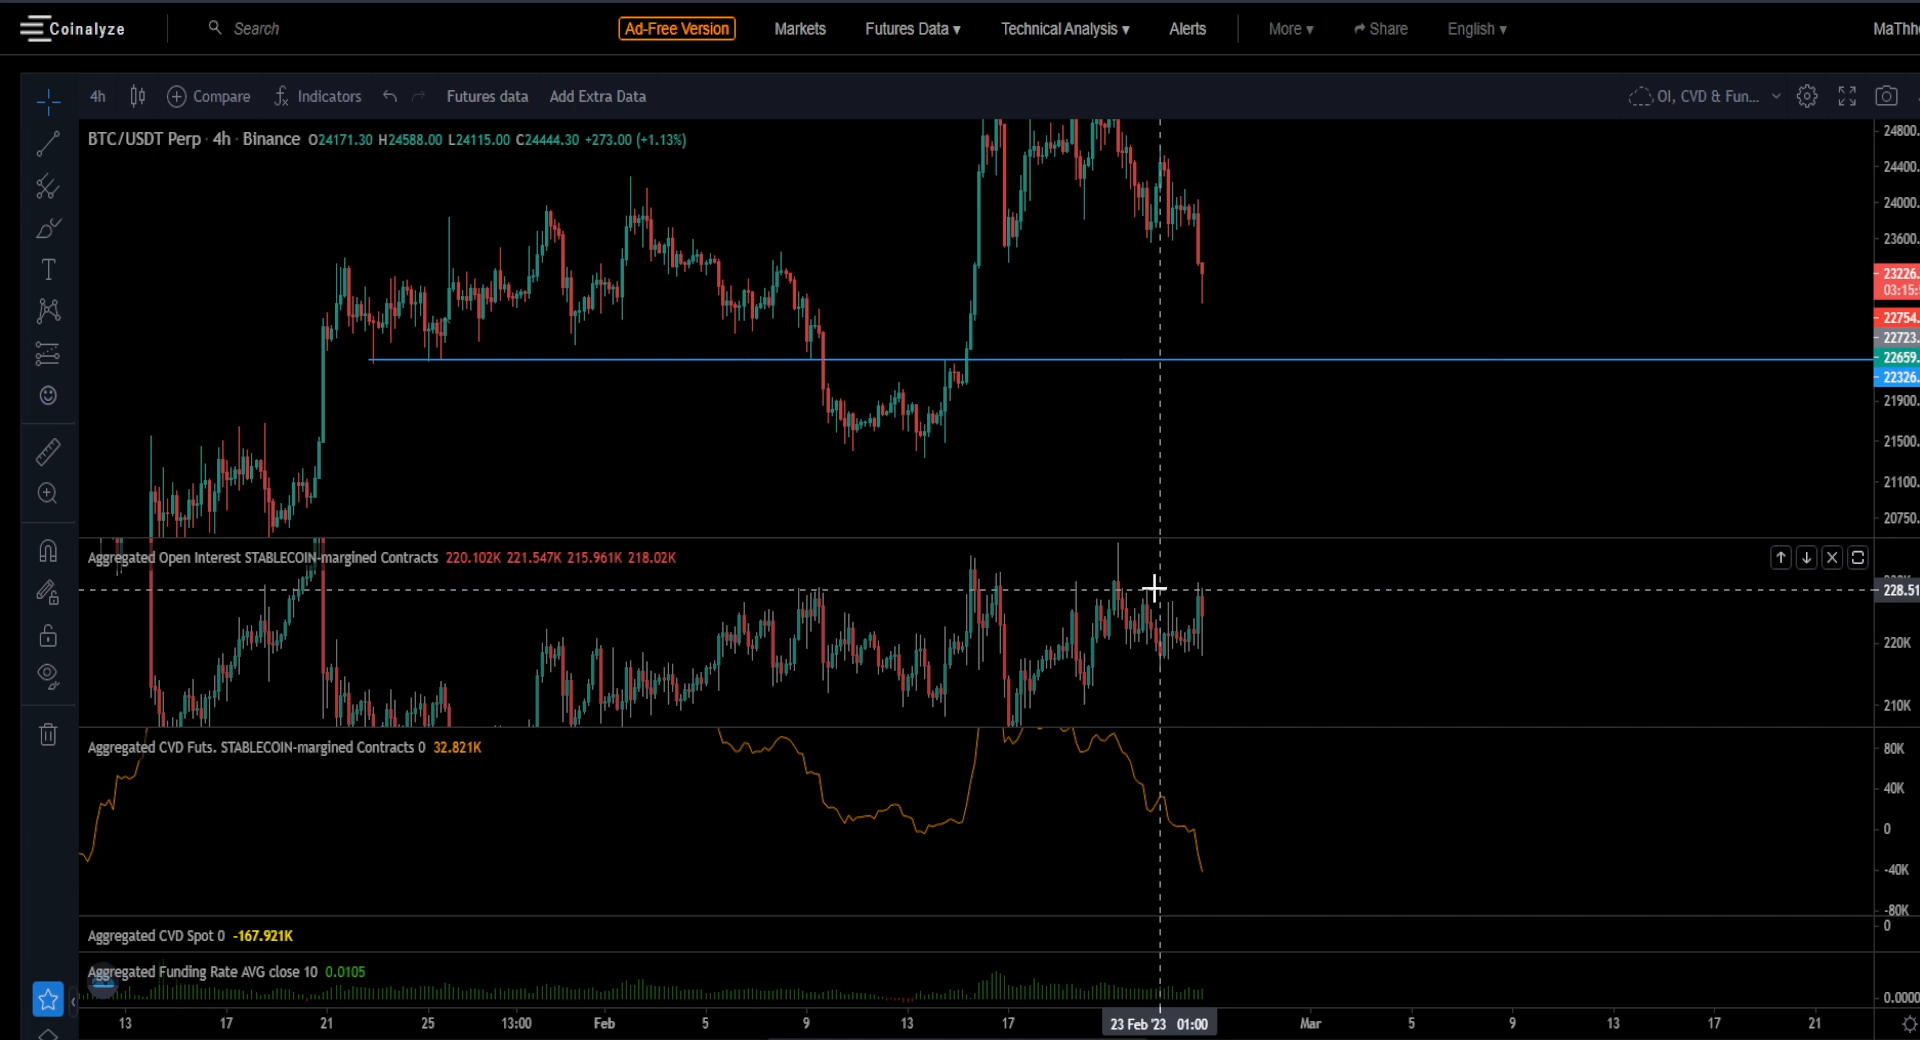 Coinalyze
Search
Ad-Free Version
Markets
Futures Data ▾
Technical Analysis ▾
Alerts
More ▾
Share
English ▾
4h
Compare
Indicators
Futures data
Add Extra Data
OI, CVD & Fun...
BTC/USDT Perp · 4h · Binance O24171.30 H24588.00 L24115.00 C24444.30 +273.00 (+1.13%)
24800.
24400.
24000.
23600.
23226.
03:15:
22754.
22723.
22659.
22326.
21900.
21500.
21100.
20750.
Aggregated Open Interest STABLECOIN-margined Contracts 220.102K 221.547K 215.961K 218.02K
228.51
220K
210K
Aggregated CVD Futs. STABLECOIN-margined Contracts 0 32.821K
80K
40K
0
-40K
-80K
Aggregated CVD Spot 0 -167.921K
0
Aggregated Funding Rate AVG close 10 0.0105
0.0000
13 17 21 25 13:00 Feb 5 9 13 17 23 Feb '23 01:00 Mar 5 9 13 17 21